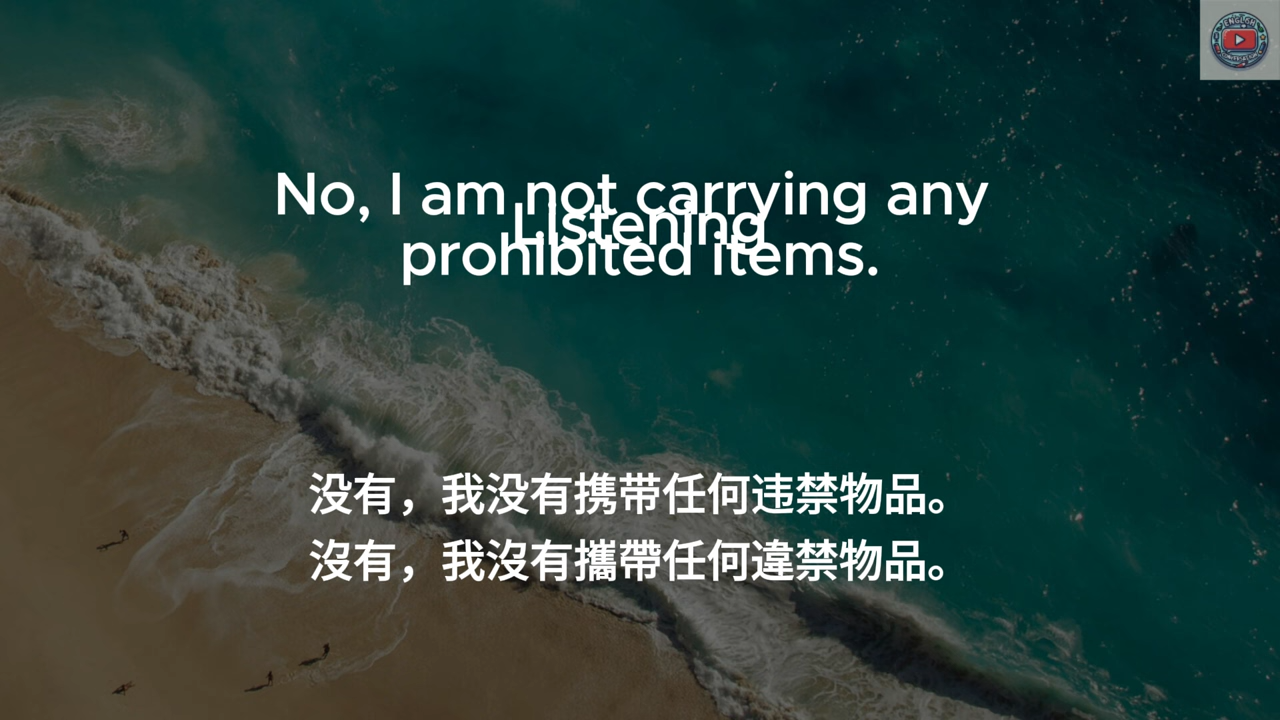 No, I am not carrying any
Listening
prohibited items.
没有，我没有携带任何违禁物品。
沒有，我沒有攜帶任何違禁物品。
ENGLISH